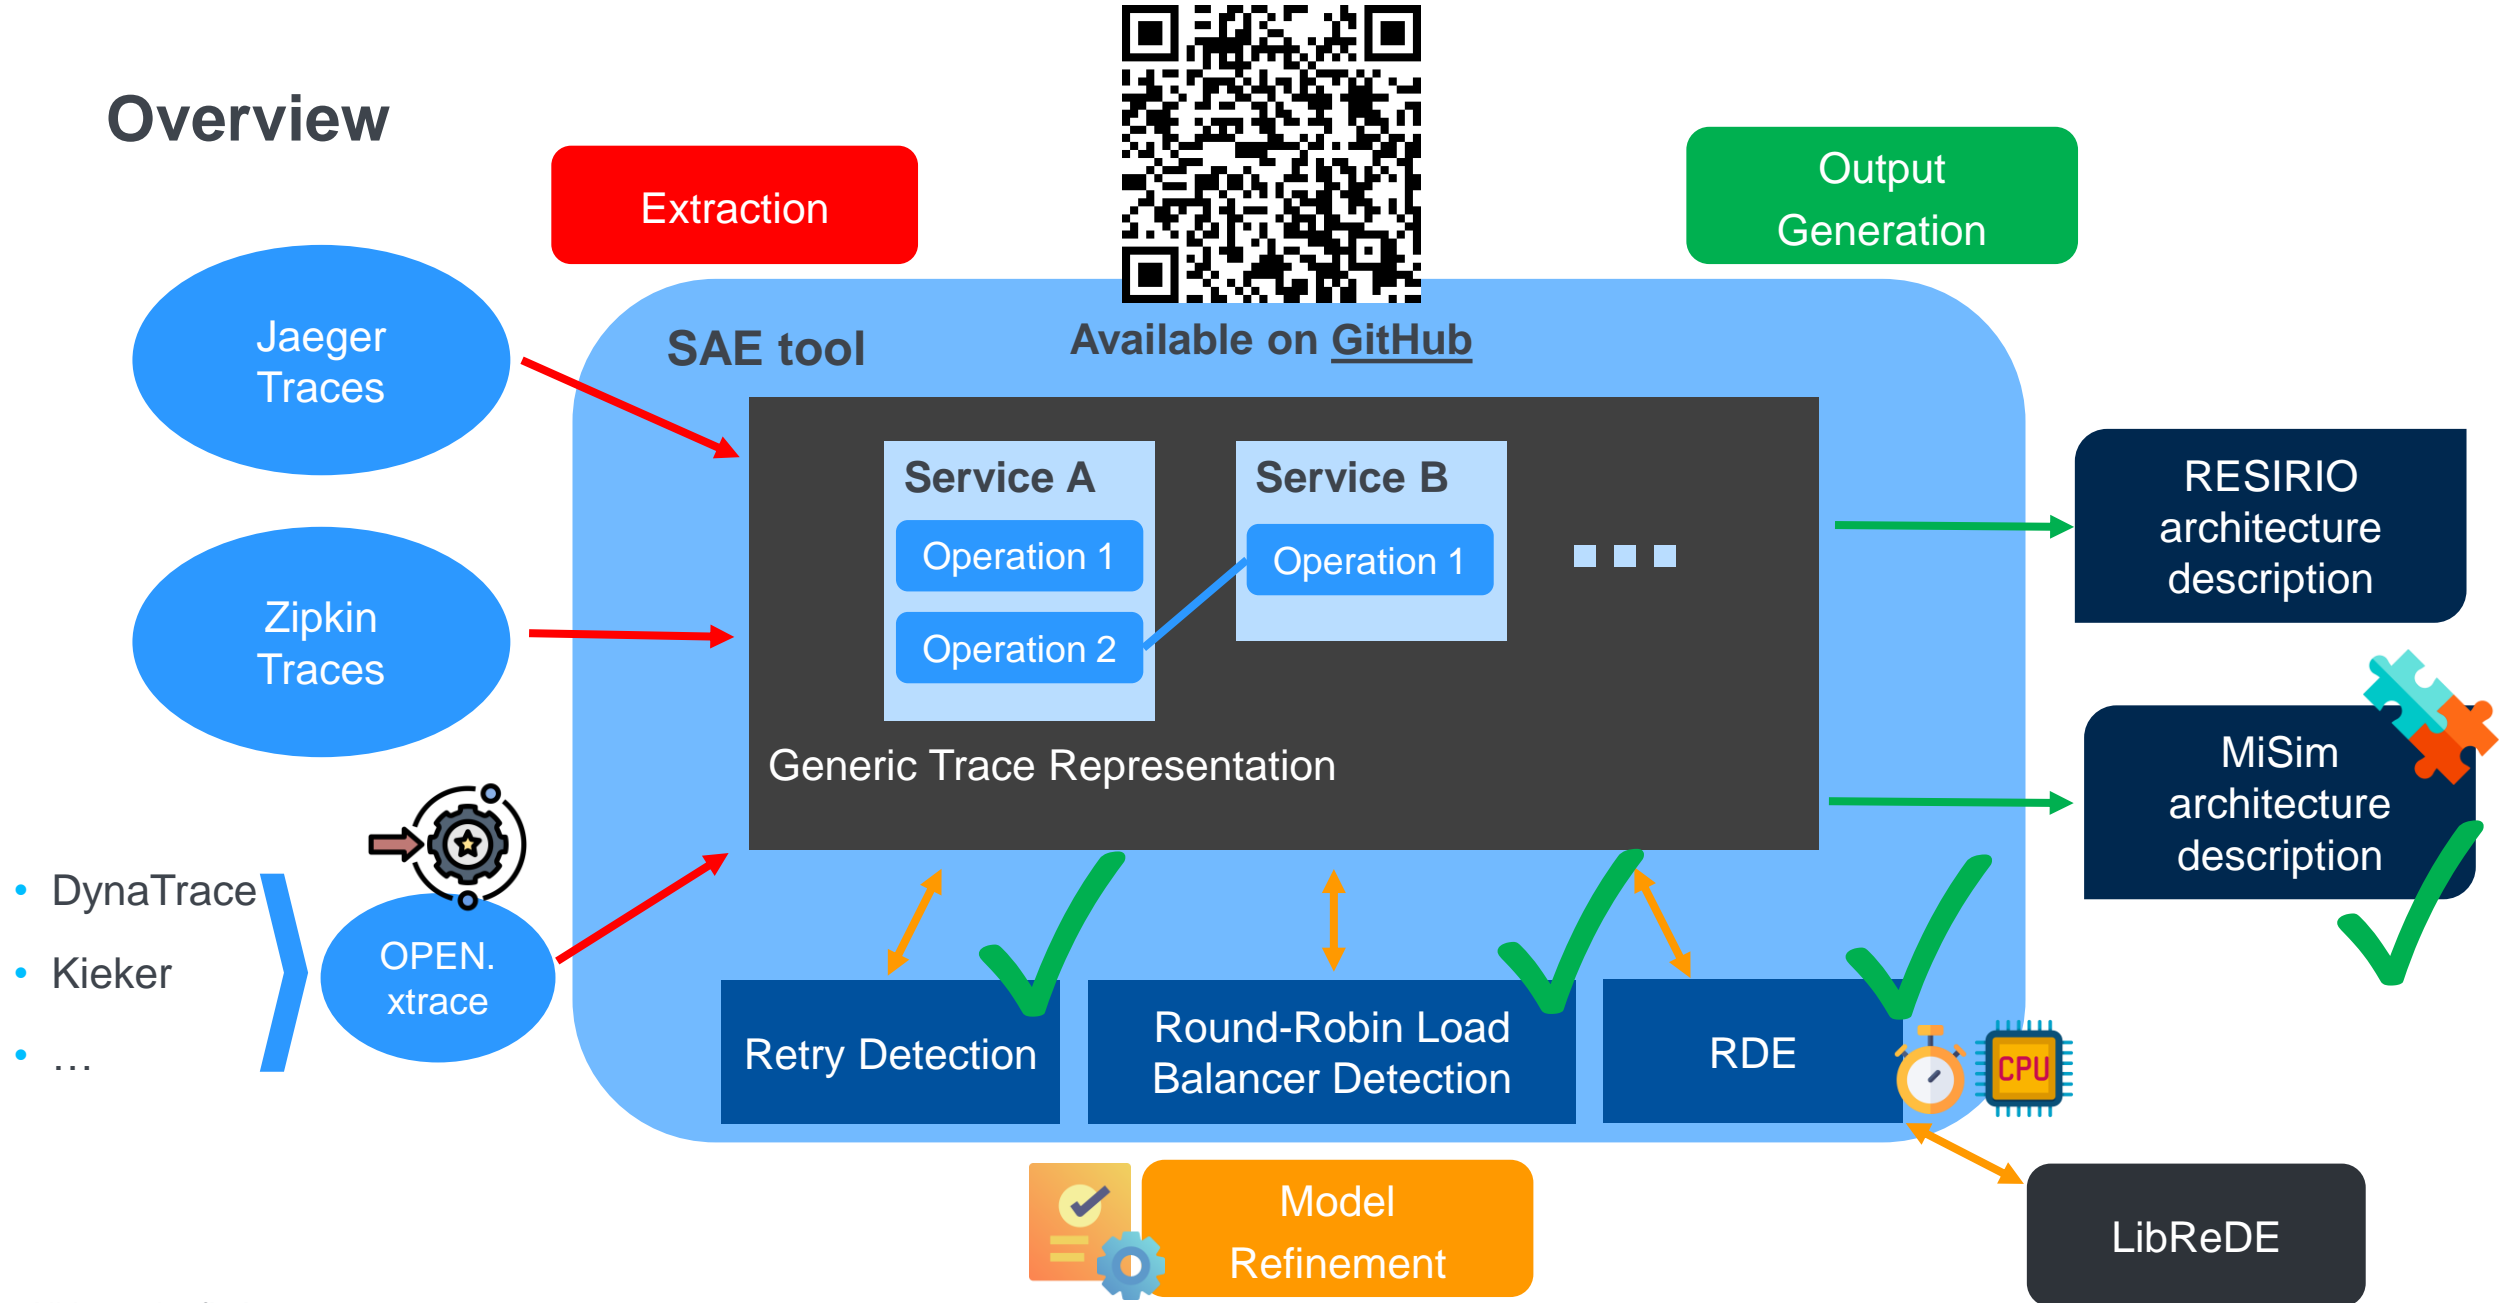 Overview
Extraction
Output
Generation
Jaeger
Traces
SAE tool
Available on GitHub
Service A
Operation 1
Operation 2
Service B
Operation 1
Zipkin
Traces
Generic Trace Representation
RESIRIO
architecture
description
MiSim
architecture
description
• DynaTrace
• Kieker
• …
OPEN.
xtrace
Retry Detection
Round-Robin Load
Balancer Detection
RDE
CPU
Model
Refinement
LibReDE